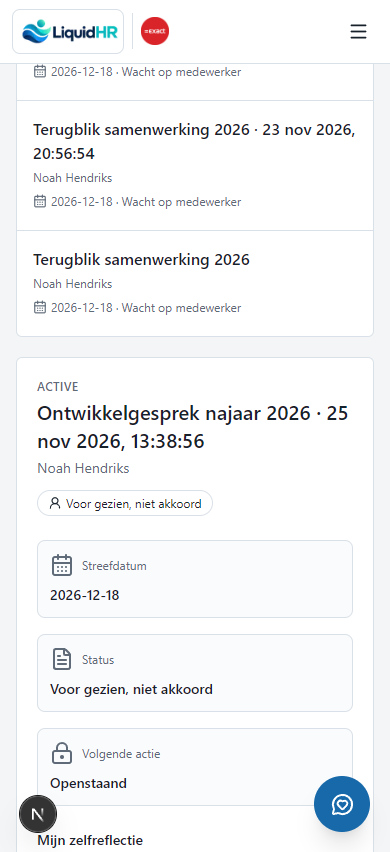 LiquidHR
=exact
2026-12-18 · Wacht op medewerker
Terugblik samenwerking 2026 · 23 nov 2026,
20:56:54
Noah Hendriks
2026-12-18 · Wacht op medewerker
Terugblik samenwerking 2026
Noah Hendriks
2026-12-18 · Wacht op medewerker
ACTIVE
Ontwikkelgesprek najaar 2026 · 25
nov 2026, 13:38:56
Noah Hendriks
Voor gezien, niet akkoord
Streefdatum
2026-12-18
Status
Voor gezien, niet akkoord
Volgende actie
Openstaand
N
Mijn zelfreflectie